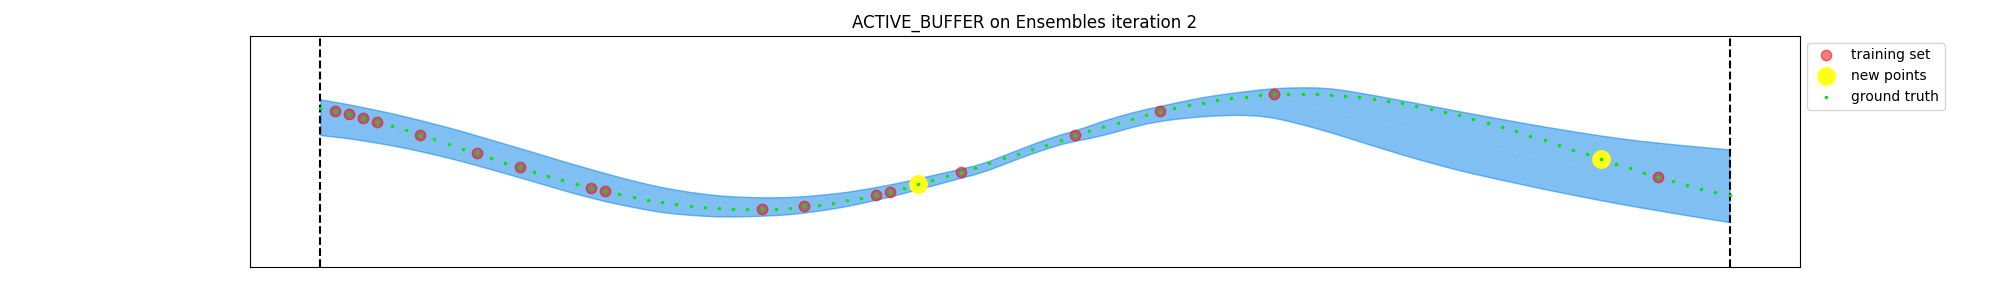 ACTIVE_BUFFER on Ensembles iteration 2
training set
new points
ground truth